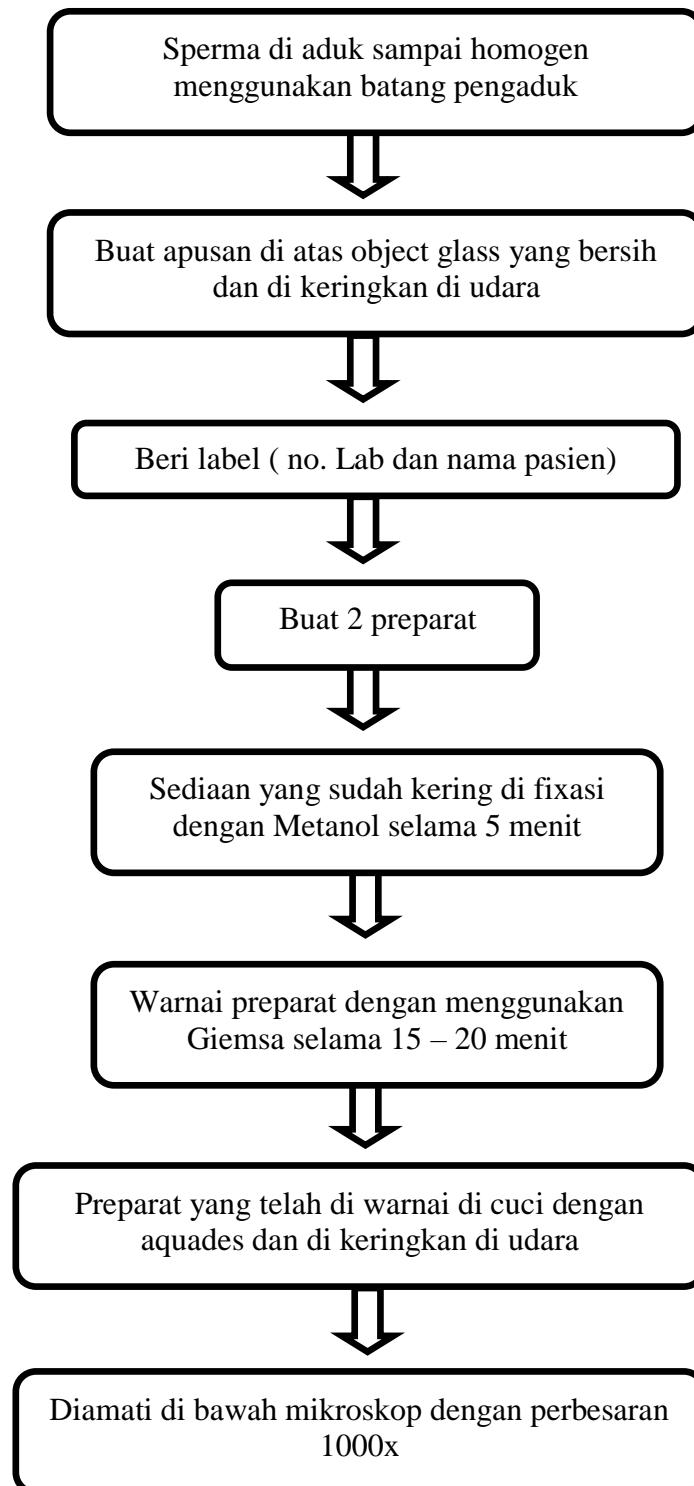 Sperma di aduk sampai homogen
menggunakan batang pengaduk
Buat apusan di atas object glass yang bersih
dan di keringkan di udara
Beri label ( no. Lab dan nama pasien)
Buat 2 preparat
Sediaan yang sudah kering di fixasi
dengan Metanol selama 5 menit
Warnai preparat dengan menggunakan
Giemsa selama 15 – 20 menit
Preparat yang telah di warnai di cuci dengan
aquades dan di keringkan di udara
Diamati di bawah mikroskop dengan perbesaran
1000x